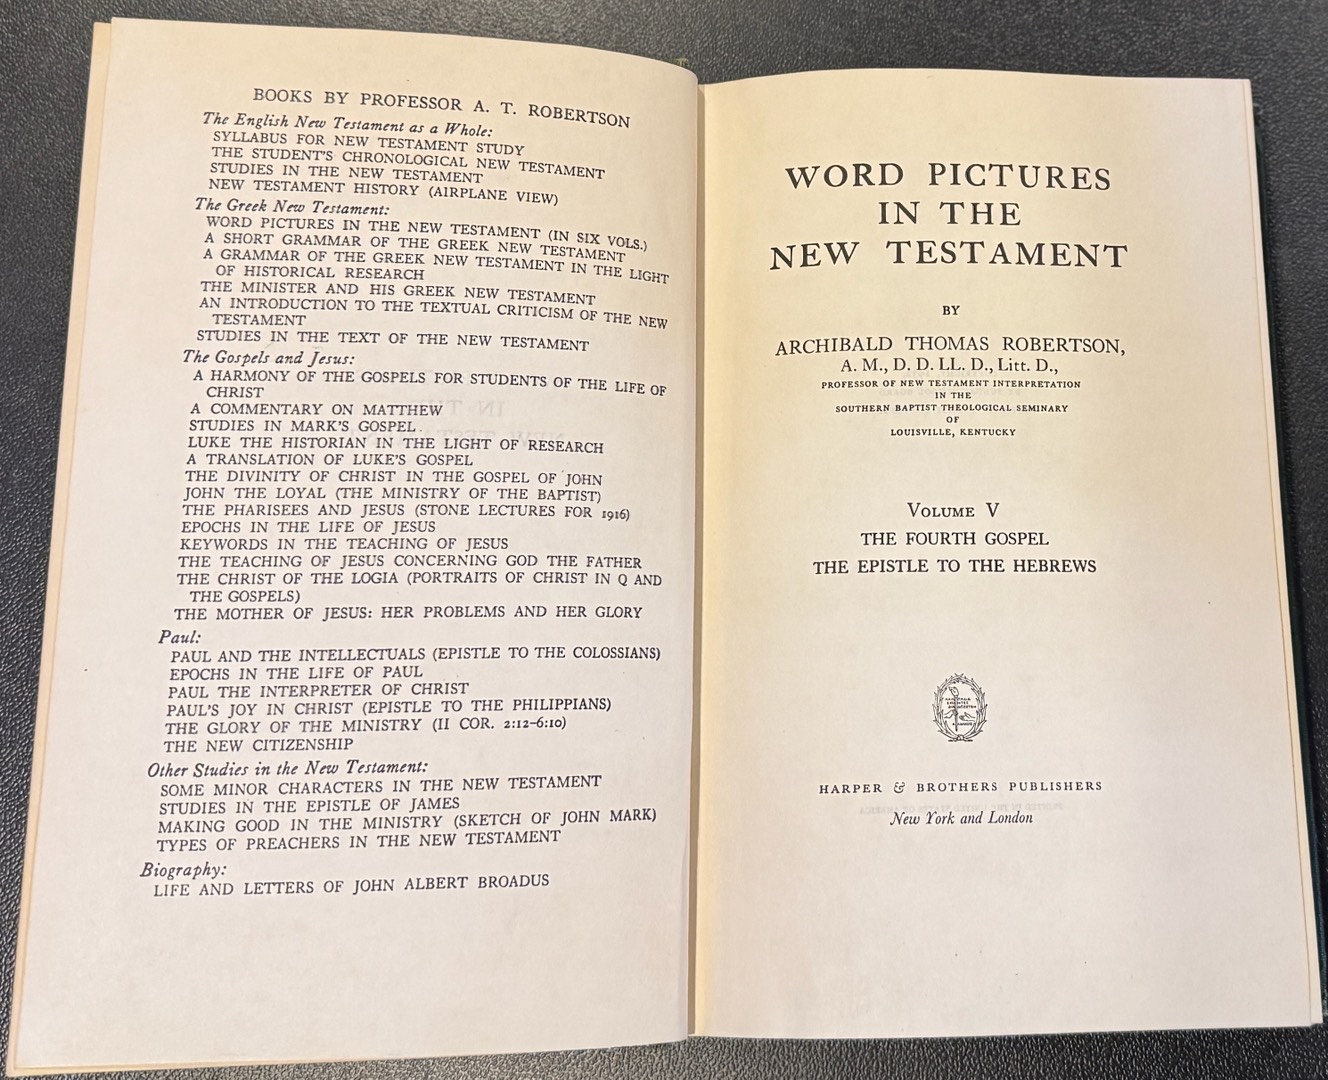 BOOKS BY PROFESSOR A. T. ROBERTSON
The English New Testament as a Whole:
SYLLABUS FOR NEW TESTAMENT STUDY
THE STUDENT'S CHRONOLOGICAL NEW TESTAMENT
STUDIES IN THE NEW TESTAMENT
NEW TESTAMENT HISTORY (AIRPLANE VIEW)
The Greek New Testament:
WORD PICTURES IN THE NEW TESTAMENT (IN SIX VOLS.)
A SHORT GRAMMAR OF THE GREEK NEW TESTAMENT
A GRAMMAR OF THE GREEK NEW TESTAMENT IN THE LIGHT
OF HISTORICAL RESEARCH
THE MINISTER AND HIS GREEK NEW TESTAMENT
AN INTRODUCTION TO THE TEXTUAL CRITICISM OF THE NEW
TESTAMENT
STUDIES IN THE TEXT OF THE NEW TESTAMENT
The Gospels and Jesus:
A HARMONY OF THE GOSPELS FOR STUDENTS OF THE LIFE OF
CHRIST
A COMMENTARY ON MATTHEW
STUDIES IN MARK'S GOSPEL
LUKE THE HISTORIAN IN THE LIGHT OF RESEARCH
A TRANSLATION OF LUKE'S GOSPEL
THE DIVINITY OF CHRIST IN THE GOSPEL OF JOHN
JOHN THE LOYAL (THE MINISTRY OF THE BAPTIST)
THE PHARISEES AND JESUS (STONE LECTURES FOR 1916)
EPOCHS IN THE LIFE OF JESUS
KEYWORDS IN THE TEACHING OF JESUS
THE TEACHING OF JESUS CONCERNING GOD THE FATHER
THE CHRIST OF THE LOGIA (PORTRAITS OF CHRIST IN Q AND
THE GOSPELS)
THE MOTHER OF JESUS: HER PROBLEMS AND HER GLORY
Paul:
PAUL AND THE INTELLECTUALS (EPISTLE TO THE COLOSSIANS)
EPOCHS IN THE LIFE OF PAUL
PAUL THE INTERPRETER OF CHRIST
PAUL'S JOY IN CHRIST (EPISTLE TO THE PHILIPPIANS)
THE GLORY OF THE MINISTRY (II COR. 2:12-6:10)
THE NEW CITIZENSHIP
Other Studies in the New Testament:
SOME MINOR CHARACTERS IN THE NEW TESTAMENT
STUDIES IN THE EPISTLE OF JAMES
MAKING GOOD IN THE MINISTRY (SKETCH OF JOHN MARK)
TYPES OF PREACHERS IN THE NEW TESTAMENT
Biography:
LIFE AND LETTERS OF JOHN ALBERT BROADUS
WORD PICTURES
IN THE
NEW TESTAMENT
BY
ARCHIBALD THOMAS ROBERTSON,
A. M., D. D. LL. D., Litt. D.,
PROFESSOR OF NEW TESTAMENT INTERPRETATION
IN THE
SOUTHERN BAPTIST THEOLOGICAL SEMINARY
OF
LOUISVILLE, KENTUCKY
VOLUME V
THE FOURTH GOSPEL
THE EPISTLE TO THE HEBREWS
HARPER & BROTHERS PUBLISHERS
New York and London